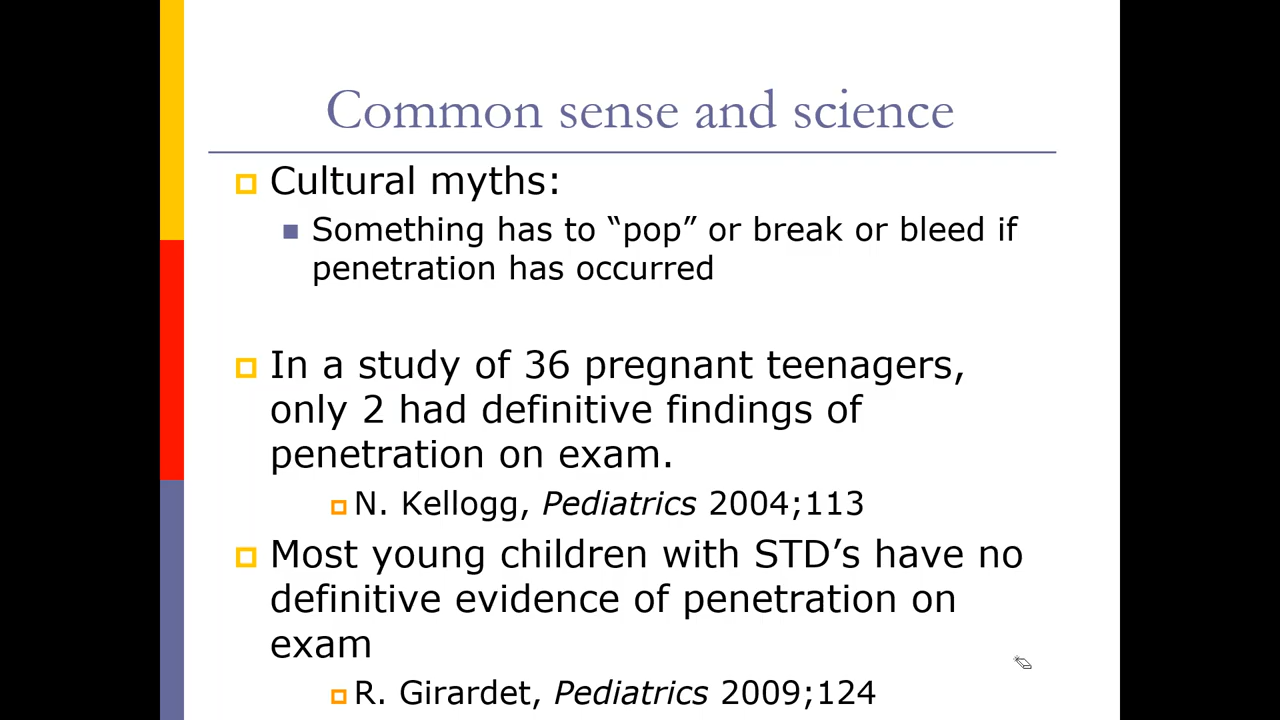 Common sense and science
Cultural myths:
Something has to “pop” or break or bleed if
penetration has occurred
In a study of 36 pregnant teenagers,
only 2 had definitive findings of
penetration on exam.
N. Kellogg, Pediatrics 2004;113
Most young children with STD’s have no
definitive evidence of penetration on
exam
R. Girardet, Pediatrics 2009;124